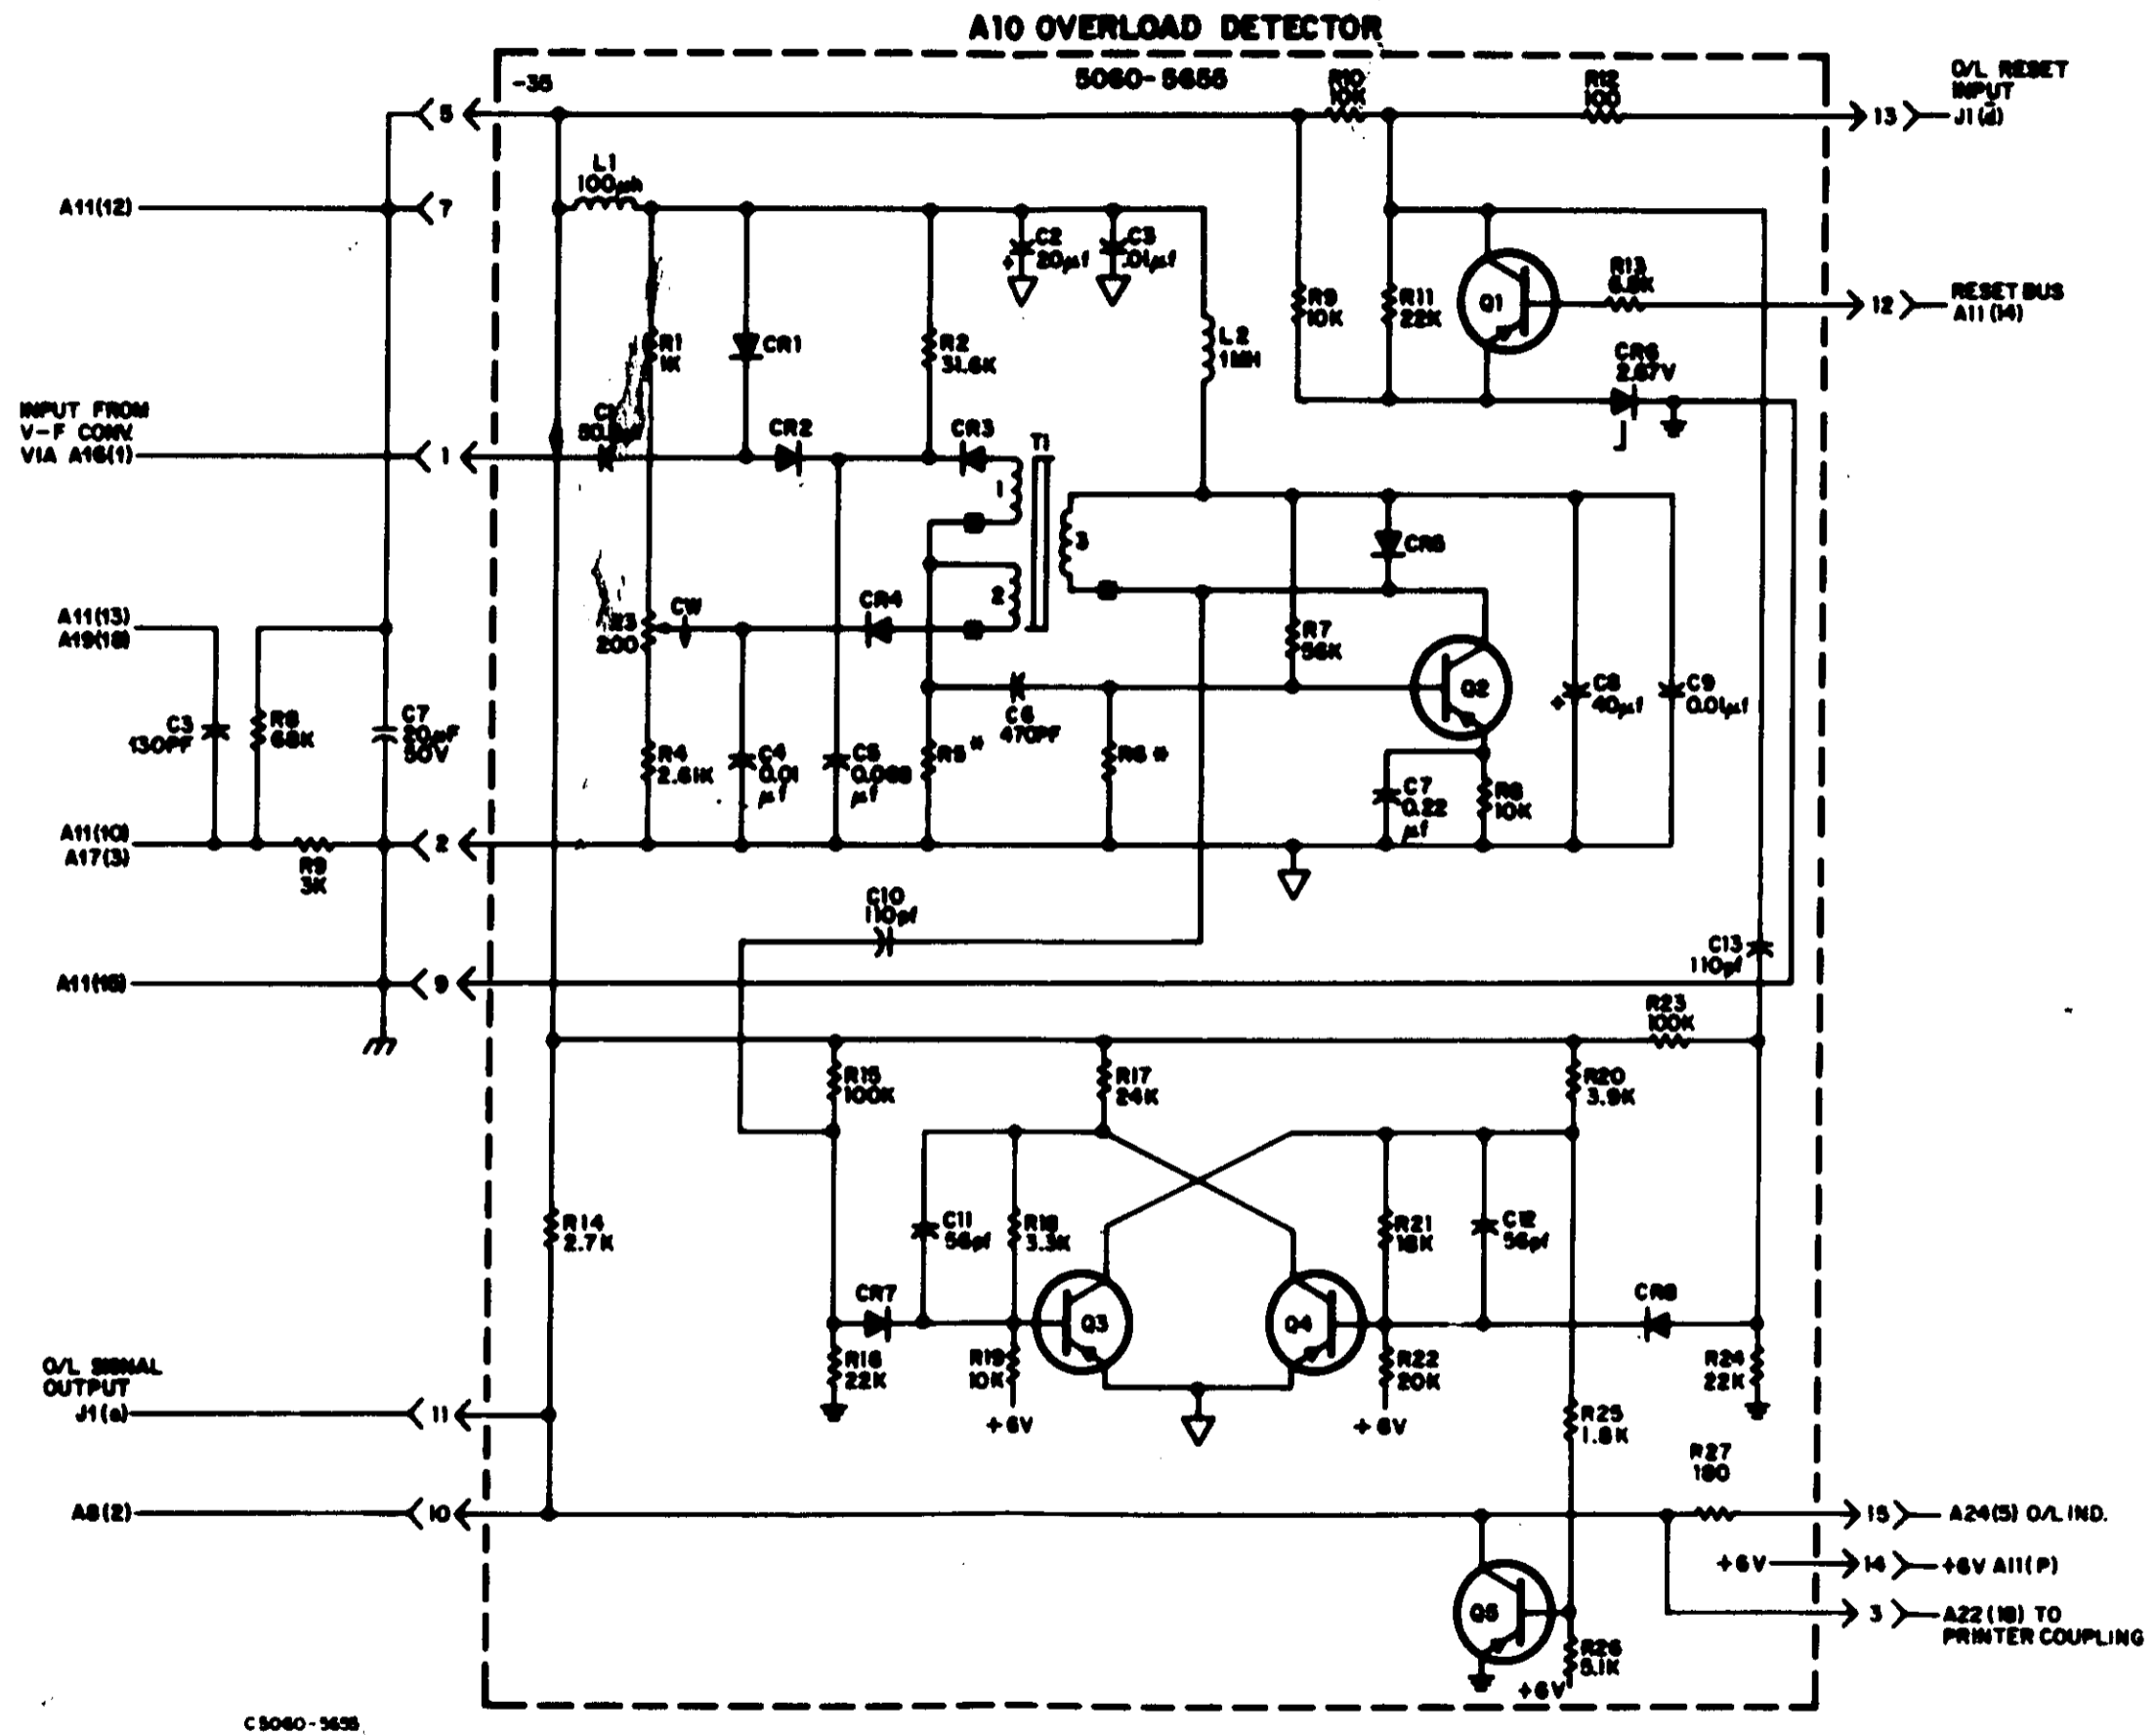 A10 OVERLOAD DETECTOR
5060-5655
-35
5
R10
10K
R12
100
13
O/L RESET
INPUT
J1(d)
A11(12)
7
L1
100μh
C2
20μf
+
C3
.01μf
R1
1K
CR1
R2
31.6K
L2
1MH
R9
10K
R11
22K
Q1
R13
6.8K
12
RESET BUS
A11(14)
CR6
2.67V
INPUT FROM
V-F CONV.
VIA A16(1)
1
CR2
CR3
T1
1
2
3
CR5
A11(13)
A19(18)
200
CW
CR4
R7
56K
Q2
C8
40μf
+
C9
0.01μf
C3
130PF
R8
68K
C7
20μF
50V
R4
2.61K
C4
0.01
μf
C5
0.068
μf
R5*
C6
470PF
R6*
C7
0.22
μf
R8
10K
A11(10)
A17(3)
R9
3K
2
C10
110pf
C13
110pf
A11(15)
9
R23
100K
R15
100K
R17
24K
R20
3.9K
R14
2.7K
C11
56pf
R18
3.3K
R21
18K
C12
56pf
CR7
Q3
Q4
CR8
R16
22K
R19
10K
+6V
R22
20K
+6V
R24
22K
O/L SIGNAL
OUTPUT
J1(a)
11
R25
1.8K
R27
180
A8(2)
10
15
A24(5) O/L IND.
+6V
14
+6V A11(P)
Q5
3
A22(18) TO
PRINTER COUPLING
R26
5.1K
+6V
C5060-5655